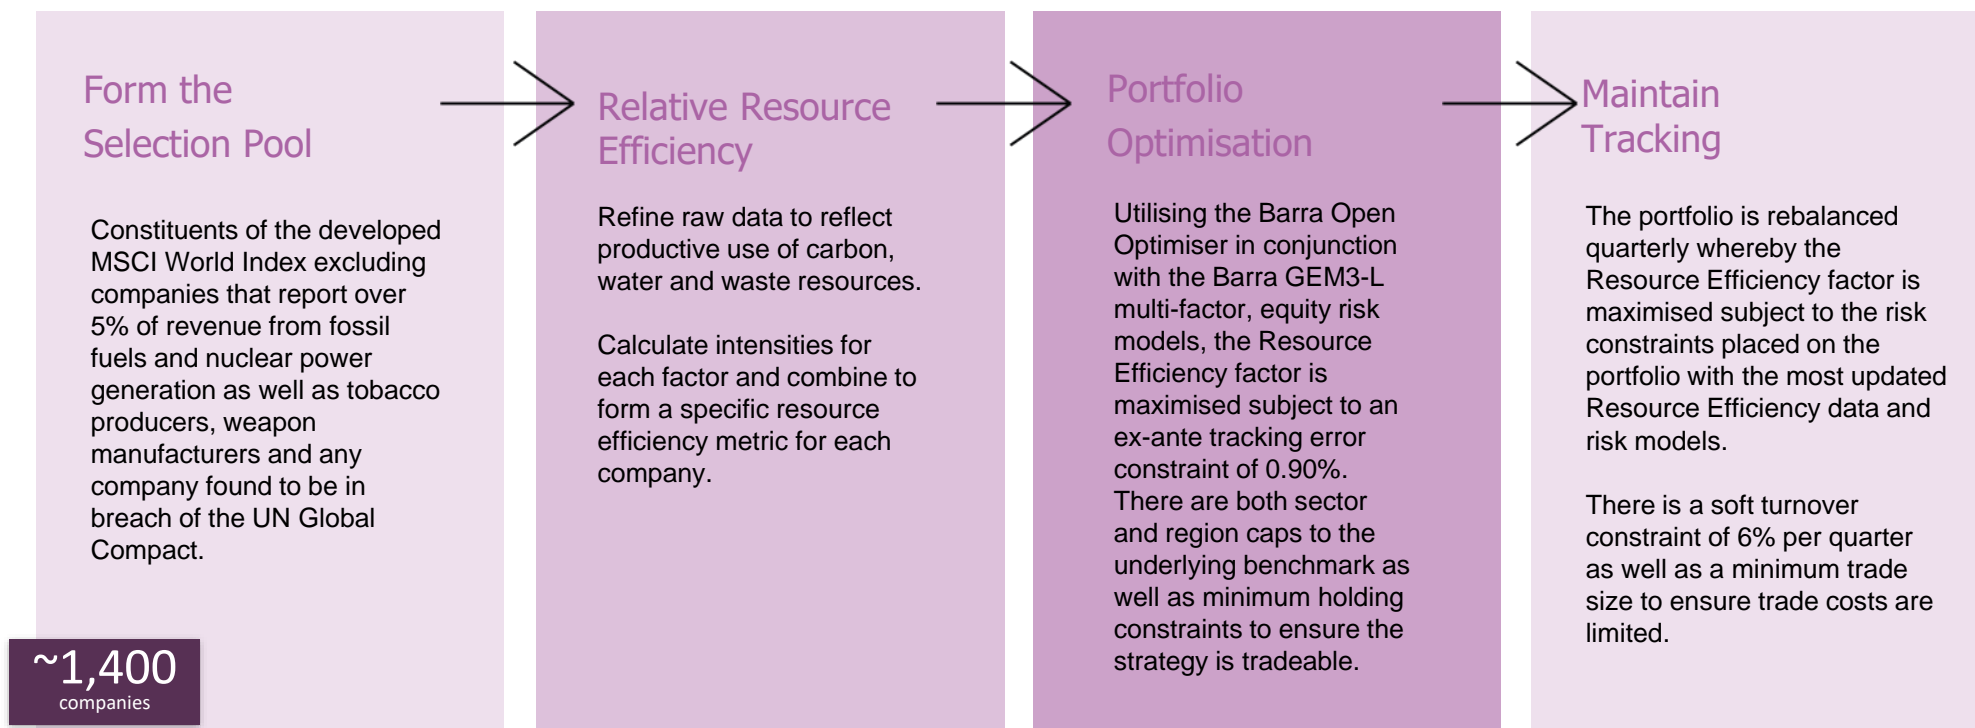 Form the
Selection Pool
Constituents of the developed
MSCI World Index excluding
companies that report over
5% of revenue from fossil
fuels and nuclear power
generation as well as tobacco
producers, weapon
manufacturers and any
company found to be in
breach of the UN Global
Compact.
~1,400
companies
Relative Resource
Efficiency
Refine raw data to reflect
productive use of carbon,
water and waste resources.
Calculate intensities for
each factor and combine to
form a specific resource
efficiency metric for each
company.
Portfolio
Optimisation
Utilising the Barra Open
Optimiser in conjunction
with the Barra GEM3-L
multi-factor, equity risk
models, the Resource
Efficiency factor is
maximised subject to an
ex-ante tracking error
constraint of 0.90%.
There are both sector
and region caps to the
underlying benchmark as
well as minimum holding
constraints to ensure the
strategy is tradeable.
Maintain
Tracking
The portfolio is rebalanced
quarterly whereby the
Resource Efficiency factor is
maximised subject to the risk
constraints placed on the
portfolio with the most updated
Resource Efficiency data and
risk models.
There is a soft turnover
constraint of 6% per quarter
as well as a minimum trade
size to ensure trade costs are
limited.